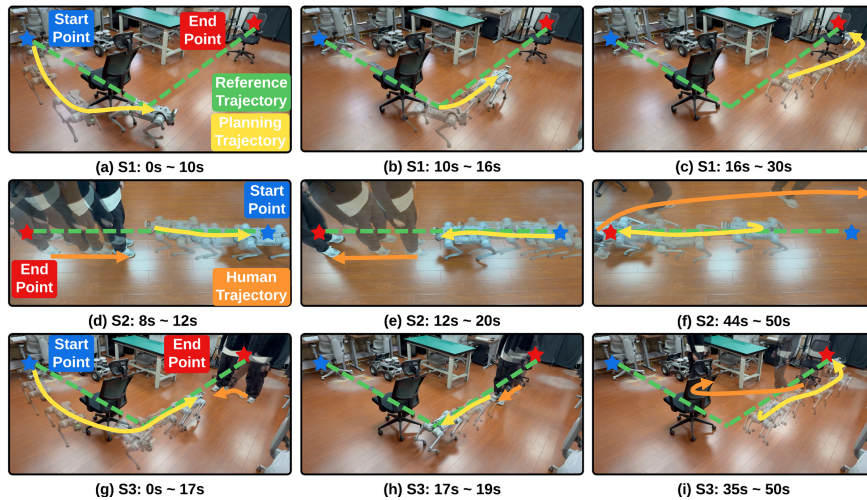 Start
Point
End
Point
Reference
Trajectory
Planning
Trajectory
(a) S1: 0s ~ 10s
(b) S1: 10s ~ 16s
(c) S1: 16s ~ 30s
Start
Point
End
Point
Human
Trajectory
(d) S2: 8s ~ 12s
(e) S2: 12s ~ 20s
(f) S2: 44s ~ 50s
Start
Point
End
Point
(g) S3: 0s ~ 17s
(h) S3: 17s ~ 19s
(i) S3: 35s ~ 50s